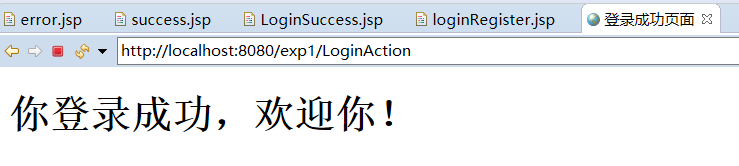 error.jsp success.jsp LoginSuccess.jsp loginRegister.jsp 登录成功页面
http://localhost:8080/exp1/LoginAction
你登录成功，欢迎你！